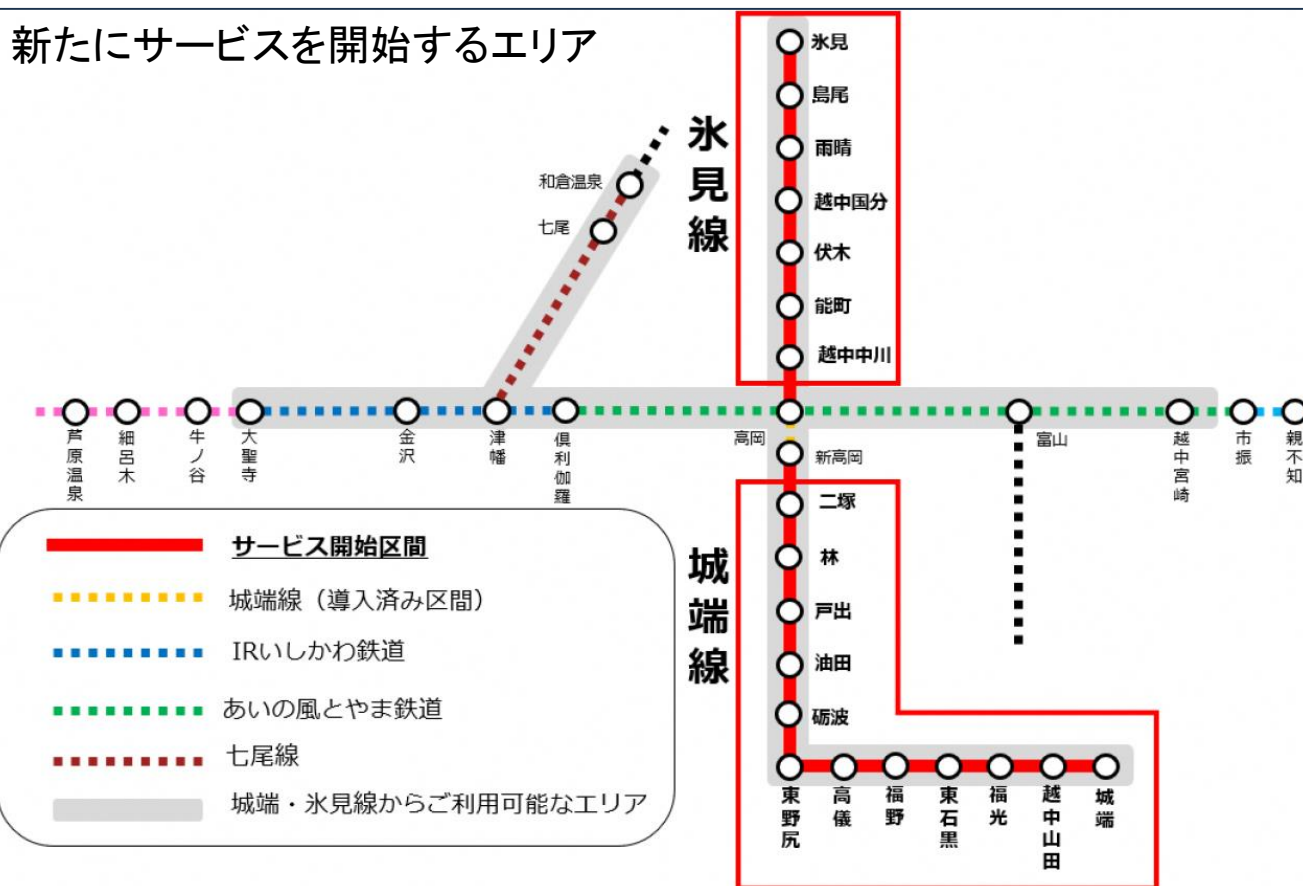 新たにサービスを開始するエリア
氷見
島尾
雨晴
越中国分
伏木
能町
越中中川
氷見線
和倉温泉
七尾
芦原温泉
細呂木
牛ノ谷
大聖寺
金沢
津幡
倶利伽羅
高岡
富山
越中宮崎
市振
親不知
新高岡
二塚
林
戸出
油田
砺波
城端線
東野尻
高儀
福野
東石黒
福光
越中山田
城端
サービス開始区間
城端線（導入済み区間）
IRいしかわ鉄道
あいの風とやま鉄道
七尾線
城端・氷見線からご利用可能なエリア